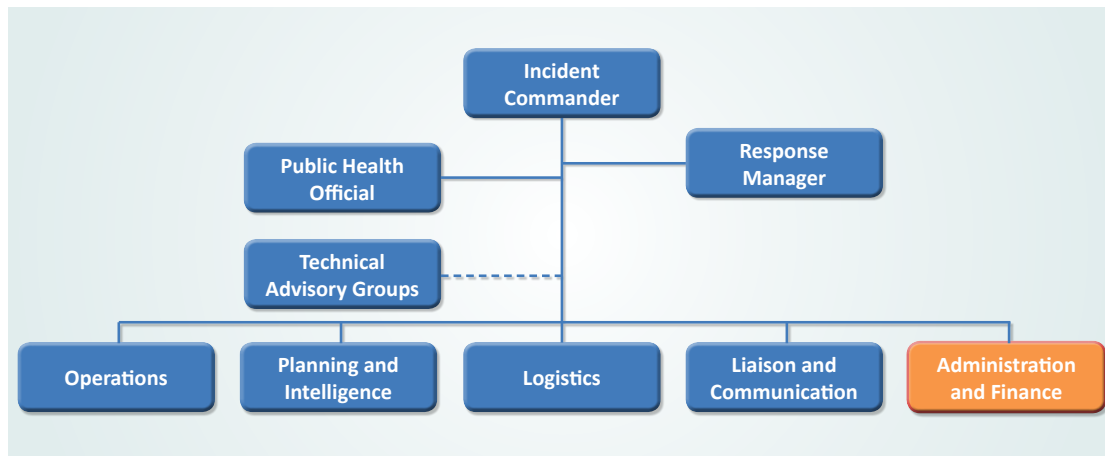 Incident
Commander
Response
Manager
Public Health
Official
Technical
Advisory Groups
Operations
Planning and
Intelligence
Logistics
Liaison and
Communication
Administration
and Finance